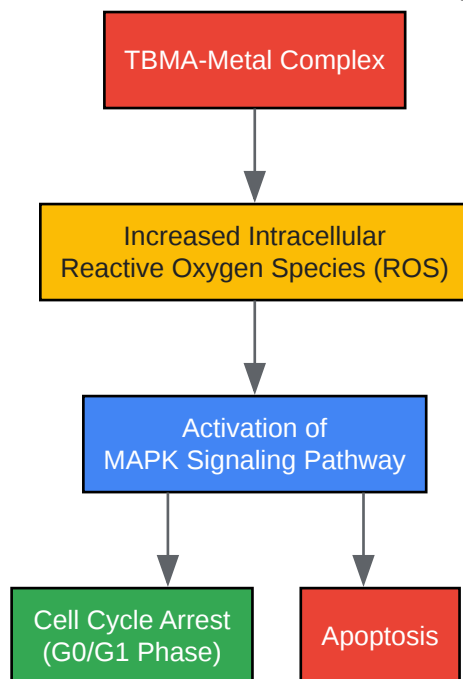 TBMA-Metal Complex
Increased Intracellular
Reactive Oxygen Species (ROS)
Activation of
MAPK Signaling Pathway
Cell Cycle Arrest
(G0/G1 Phase)
Apoptosis